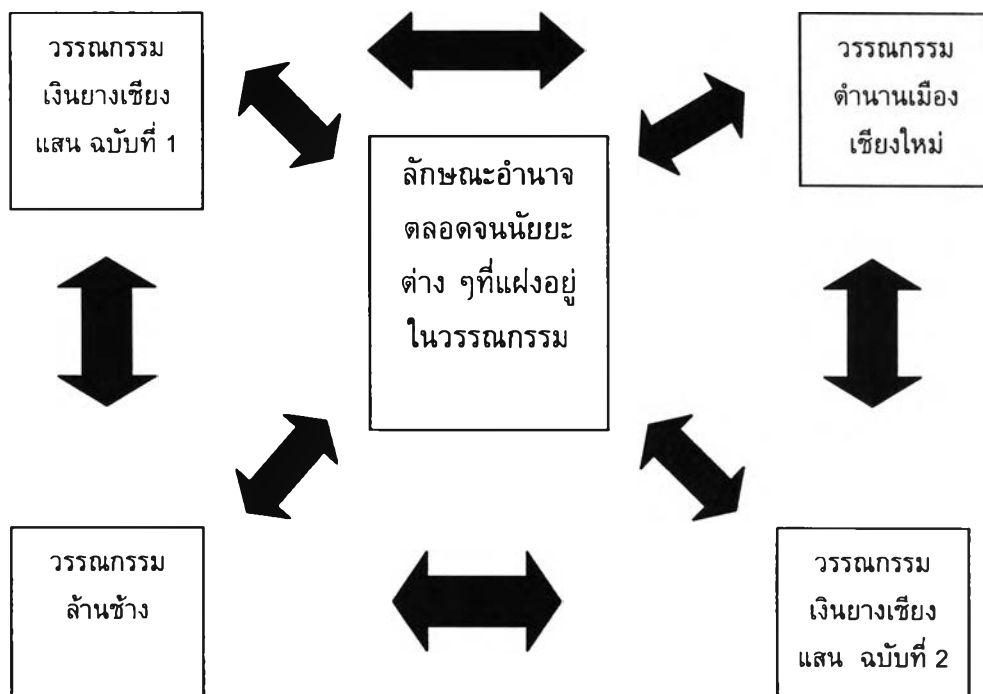 วรรณกรรม
เงินยางเชียง
แสน ฉบับที่ 1
วรรณกรรม
ตำนานเมือง
เชียงใหม่
ลักษณะอำนาจ
ตลอดจนนัยยะ
ต่าง ๆที่แฝงอยู่
ในวรรณกรรม
วรรณกรรม
ล้านช้าง
วรรณกรรม
เงินยางเชียง
แสน ฉบับที่ 2